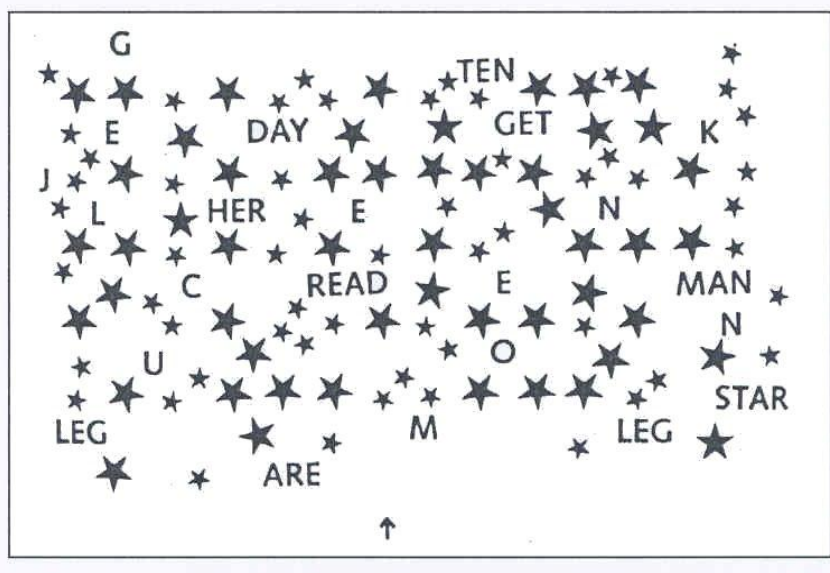 G
TEN
E DAY GET K
J
L HER E N
C READ E MAN
N
U O
STAR
LEG M LEG
ARE